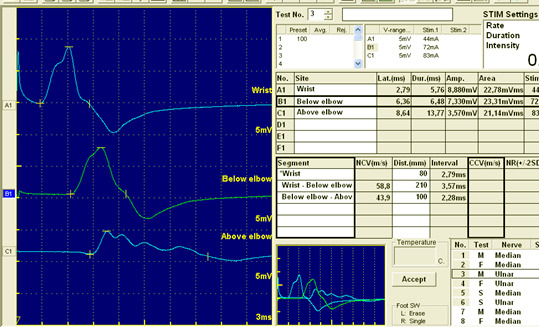 Test No. 3
STIM Settings
Rate
Duration
Intensity
0
Preset Avg. Rej.
1 100
2
3
4
V-range... Stim 1 Stim 2
A1 5mV 44mA
B1 5mV 72mA
C1 5mV 83mA
A1
Wrist
5mV
B1
Below elbow
5mV
C1
Above elbow
5mV
3ms
7
No. Site Lat.(ms) Dur.(ms) Amp. Area Stim
A1 Wrist 2,79 5,76 8,880mV 22,78mVms 44
B1 Below elbow 6,36 6,48 7,330mV 23,31mVms 72
C1 Above elbow 8,64 13,77 3,570mV 21,14mVms 83
D1
E1
F1
Segment NCV(m/s) Dist.(mm) Interval CCV(m/s) NR(+/-2SD
"Wrist 80 2,79ms
Wrist - Below elbow 58,8 210 3,57ms
Below elbow - Abov 43,9 100 2,28ms
Temperature
C.
Accept
Foot SW
L: Erase
R: Single
No. Test Nerve S
1 M Median
2 F Median
3 M Ulnar
4 F Ulnar
5 S Median
6 S Ulnar
7 M Median
8 F Median